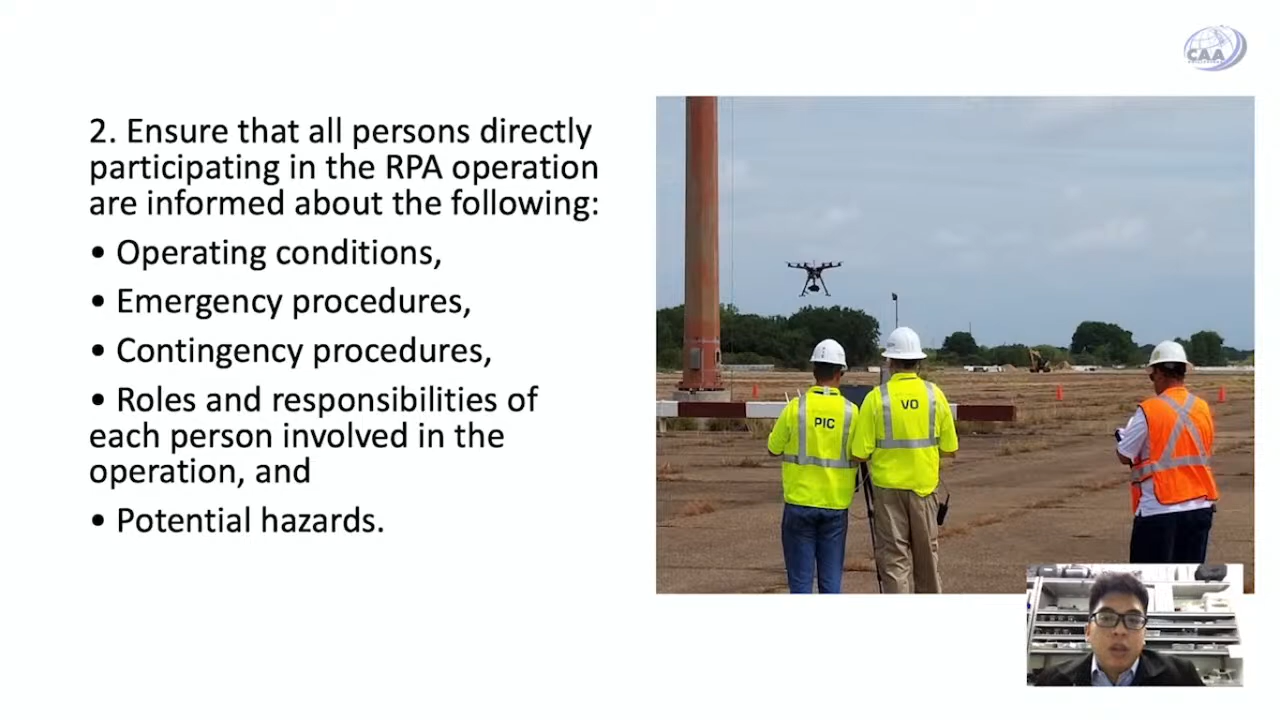 CAA
2. Ensure that all persons directly
participating in the RPA operation
are informed about the following:
• Operating conditions,
• Emergency procedures,
• Contingency procedures,
• Roles and responsibilities of
each person involved in the
operation, and
• Potential hazards.
PIC
VO